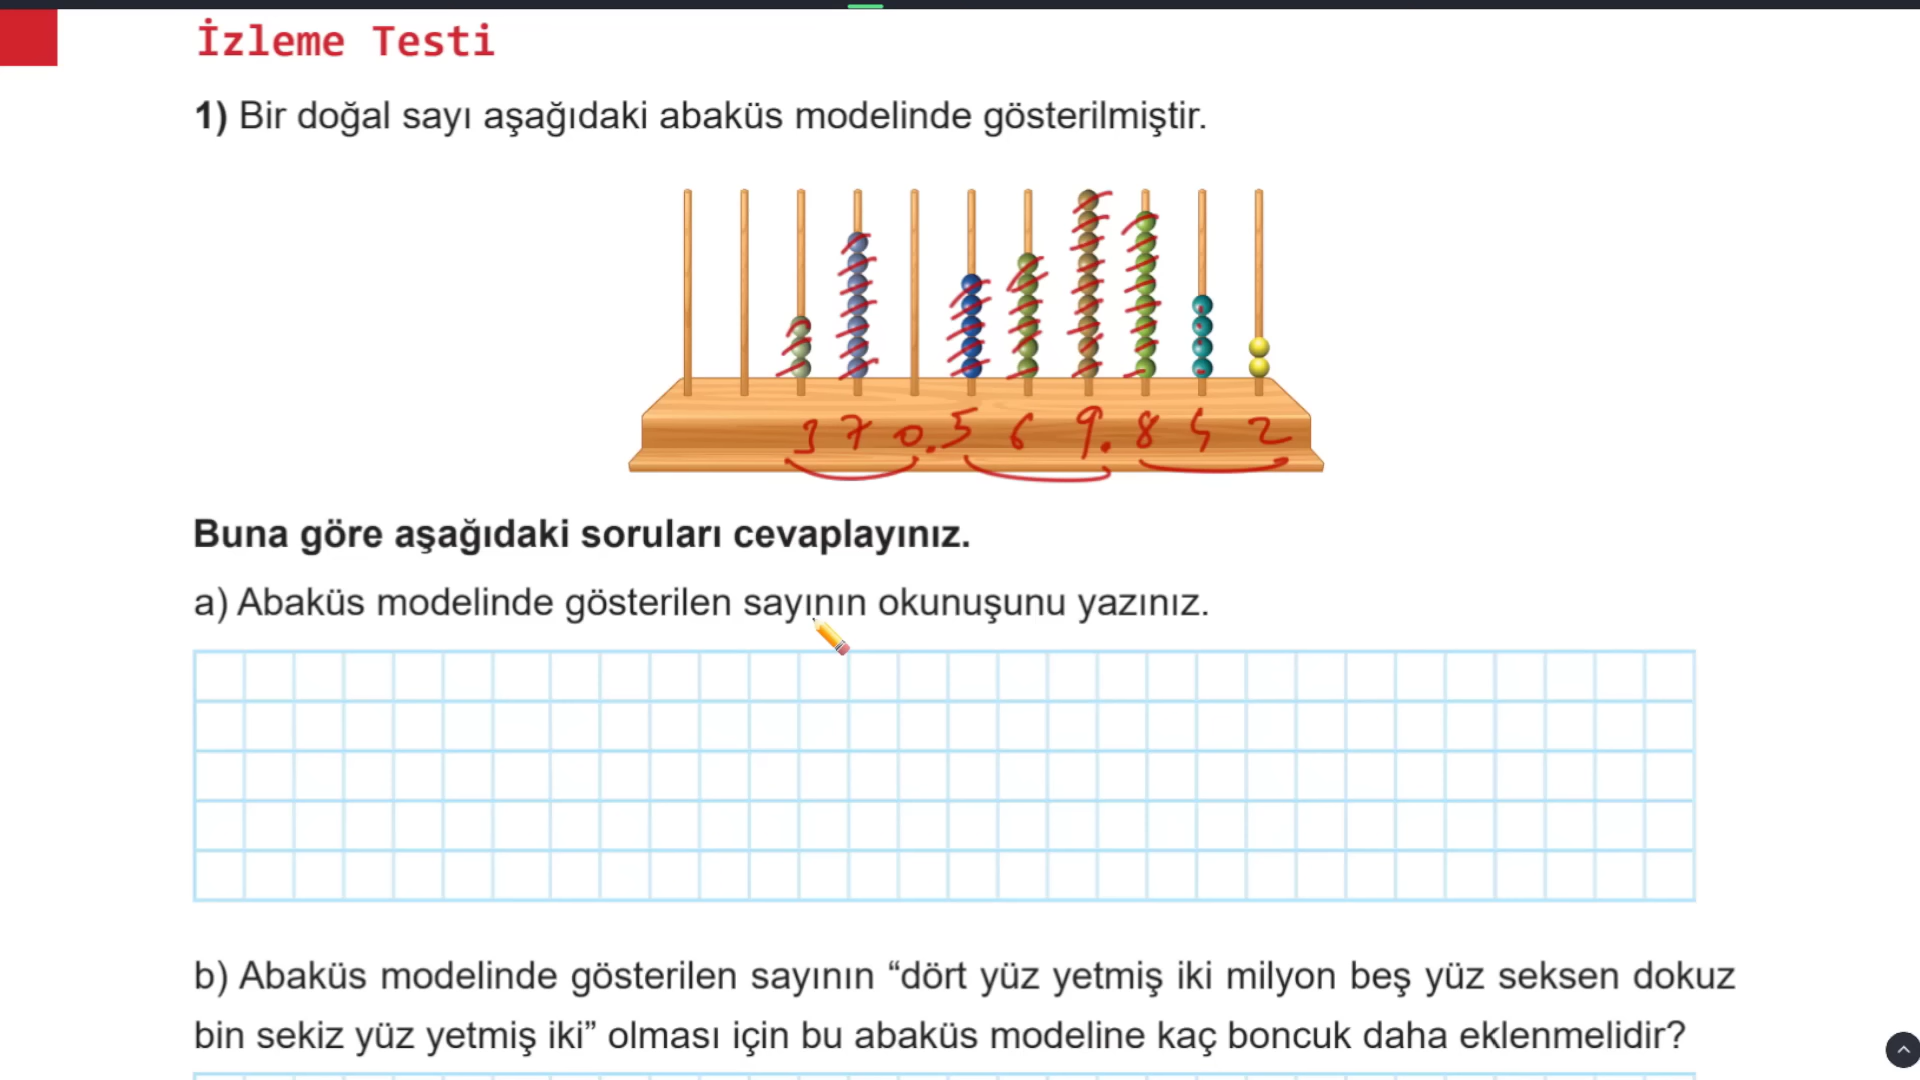 İzleme Testi
1) Bir doğal sayı aşağıdaki abaküs modelinde gösterilmiştir.
3 7 0.5 6 9.8 4 2
Buna göre aşağıdaki soruları cevaplayınız.
a) Abaküs modelinde gösterilen sayının okunuşunu yazınız.
b) Abaküs modelinde gösterilen sayının “dört yüz yetmiş iki milyon beş yüz seksen dokuz
bin sekiz yüz yetmiş iki” olması için bu abaküs modeline kaç boncuk daha eklenmelidir?